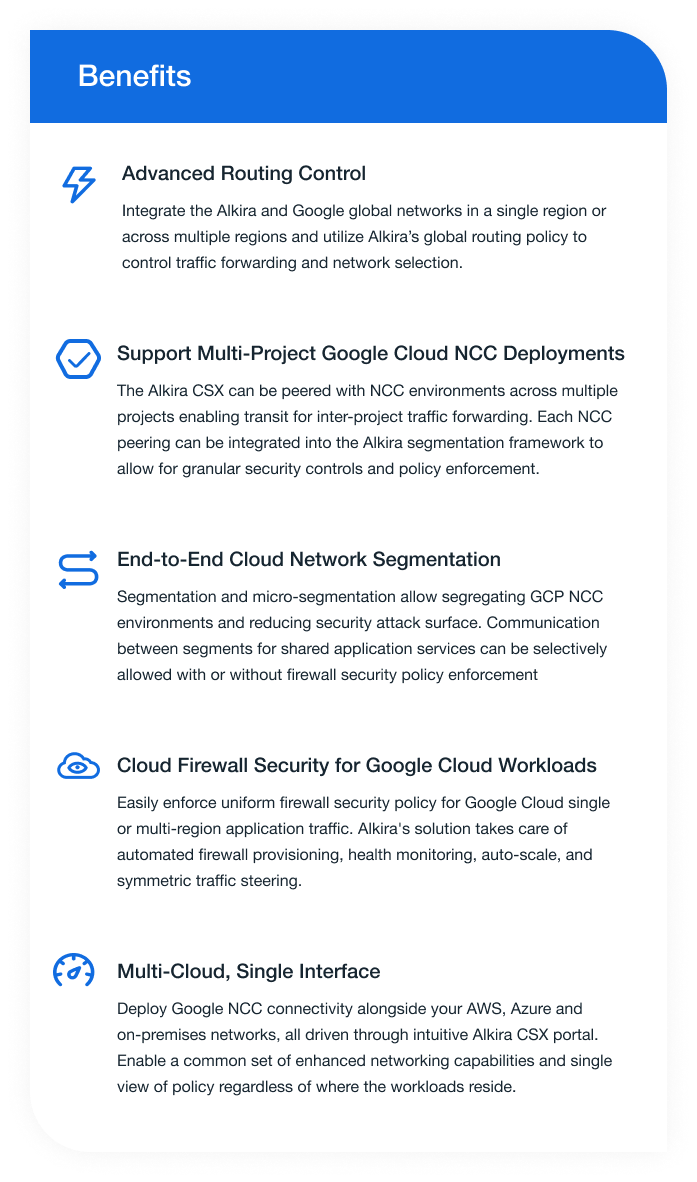 Benefits
Advanced Routing Control
Integrate the Alkira and Google global networks in a single region or
across multiple regions and utilize Alkira’s global routing policy to
control traffic forwarding and network selection.
Support Multi-Project Google Cloud NCC Deployments
The Alkira CSX can be peered with NCC environments across multiple
projects enabling transit for inter-project traffic forwarding. Each NCC
peering can be integrated into the Alkira segmentation framework to
allow for granular security controls and policy enforcement.
End-to-End Cloud Network Segmentation
Segmentation and micro-segmentation allow segregating GCP NCC
environments and reducing security attack surface. Communication
between segments for shared application services can be selectively
allowed with or without firewall security policy enforcement
Cloud Firewall Security for Google Cloud Workloads
Easily enforce uniform firewall security policy for Google Cloud single
or multi-region application traffic. Alkira's solution takes care of
automated firewall provisioning, health monitoring, auto-scale, and
symmetric traffic steering.
Multi-Cloud, Single Interface
Deploy Google NCC connectivity alongside your AWS, Azure and
on-premises networks, all driven through intuitive Alkira CSX portal.
Enable a common set of enhanced networking capabilities and single
view of policy regardless of where the workloads reside.